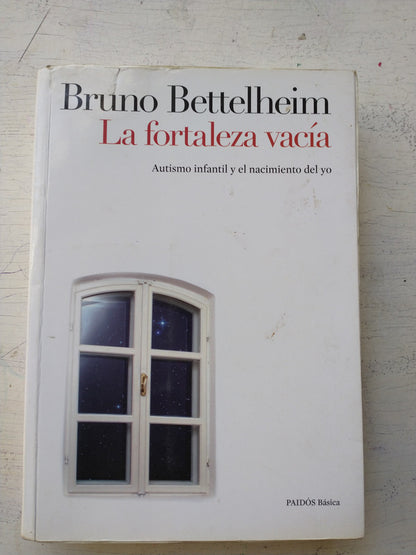 Bruno Bettelheim
La fortaleza vacía
Autismo infantil y el nacimiento del yo
PAIDÓS Básica